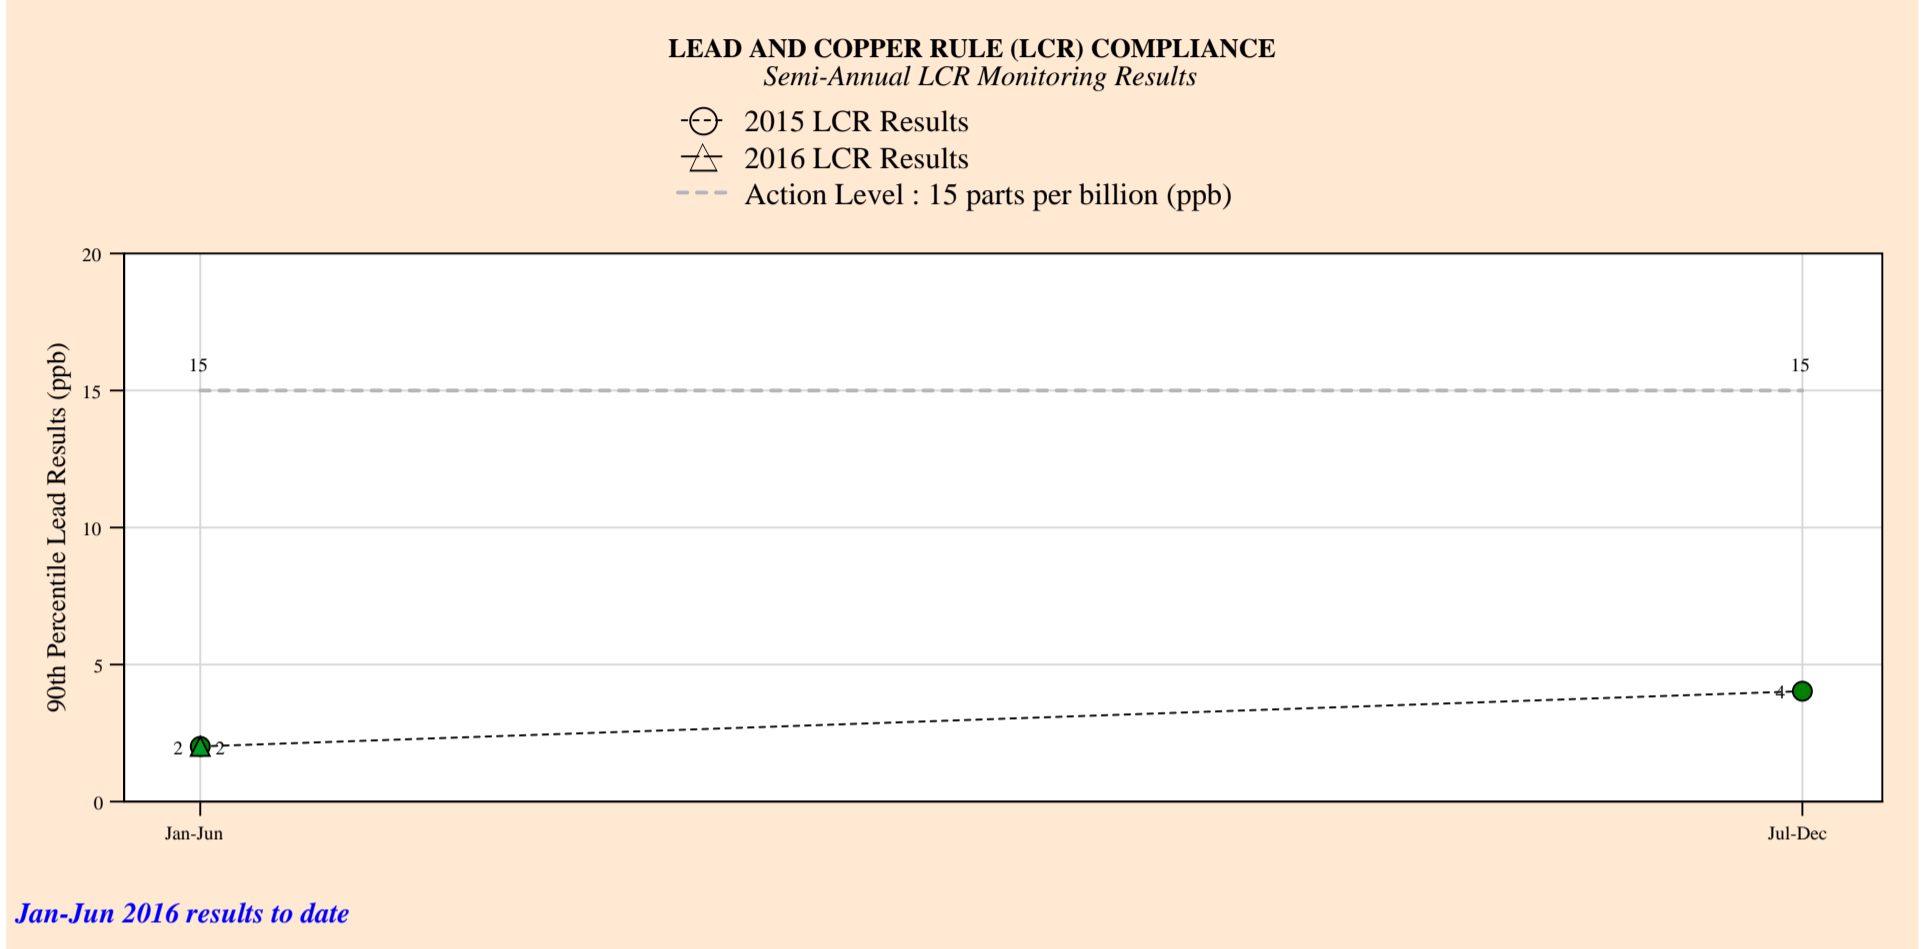 LEAD AND COPPER RULE (LCR) COMPLIANCE
Semi-Annual LCR Monitoring Results
2015 LCR Results
2016 LCR Results
Action Level : 15 parts per billion (ppb)
90th Percentile Lead Results (ppb)
20
15
10
5
0
15
15
2
2
4
Jan-Jun
Jul-Dec
Jan-Jun 2016 results to date